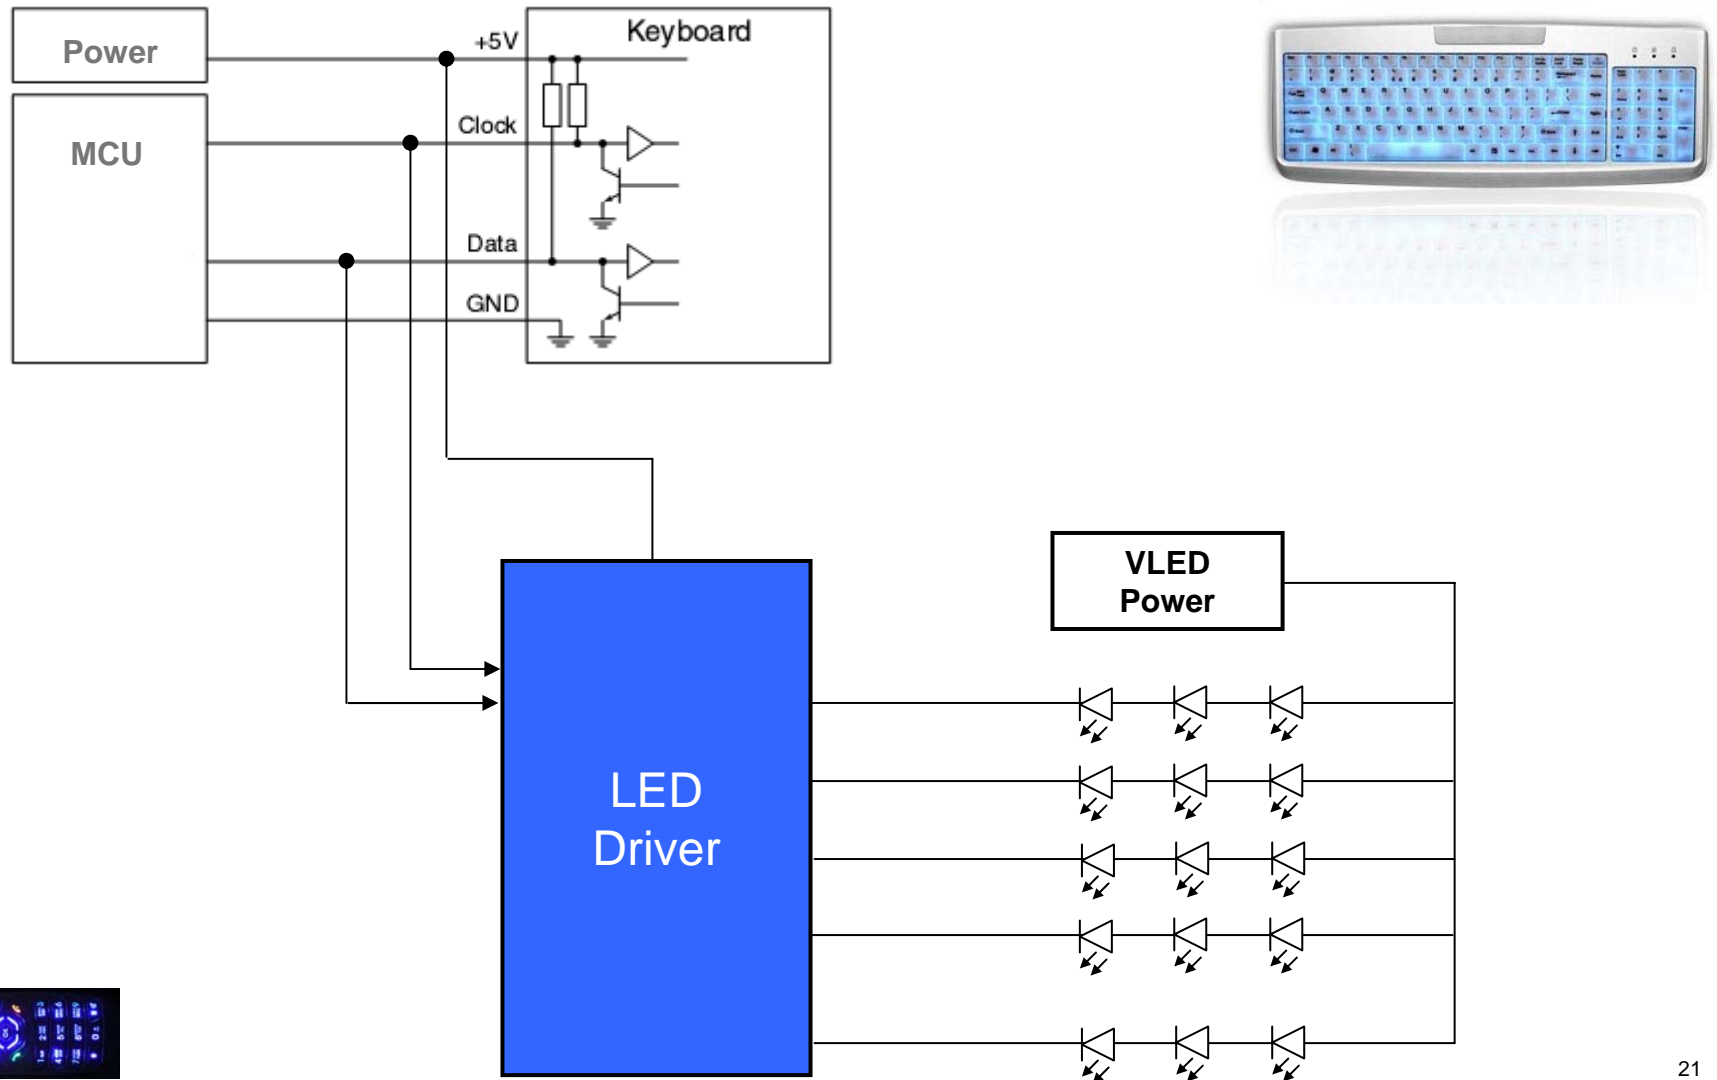 Power
MCU
+5V
Clock
Data
GND
Keyboard
LED
Driver
VLED
Power
21